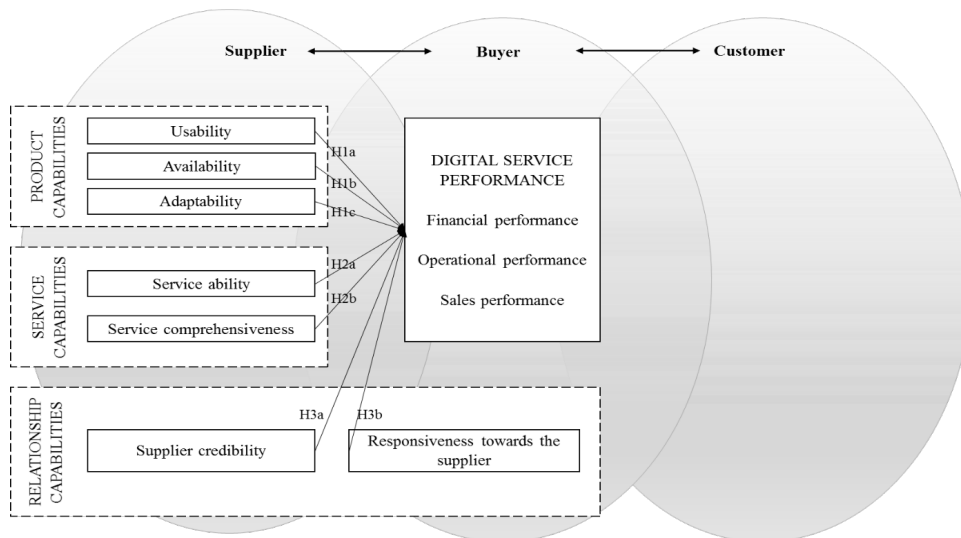 Supplier Buyer Customer
PRODUCT
CAPABILITIES
Usability
Availability
Adaptability
H1a
H1b
H1c
DIGITAL SERVICE
PERFORMANCE
Financial performance
Operational performance
Sales performance
SERVICE
CAPABILITIES
Service ability
Service comprehensiveness
H2a
H2b
RELATIONSHIP
CAPABILITIES
H3a
H3b
Supplier credibility
Responsiveness towards the
supplier